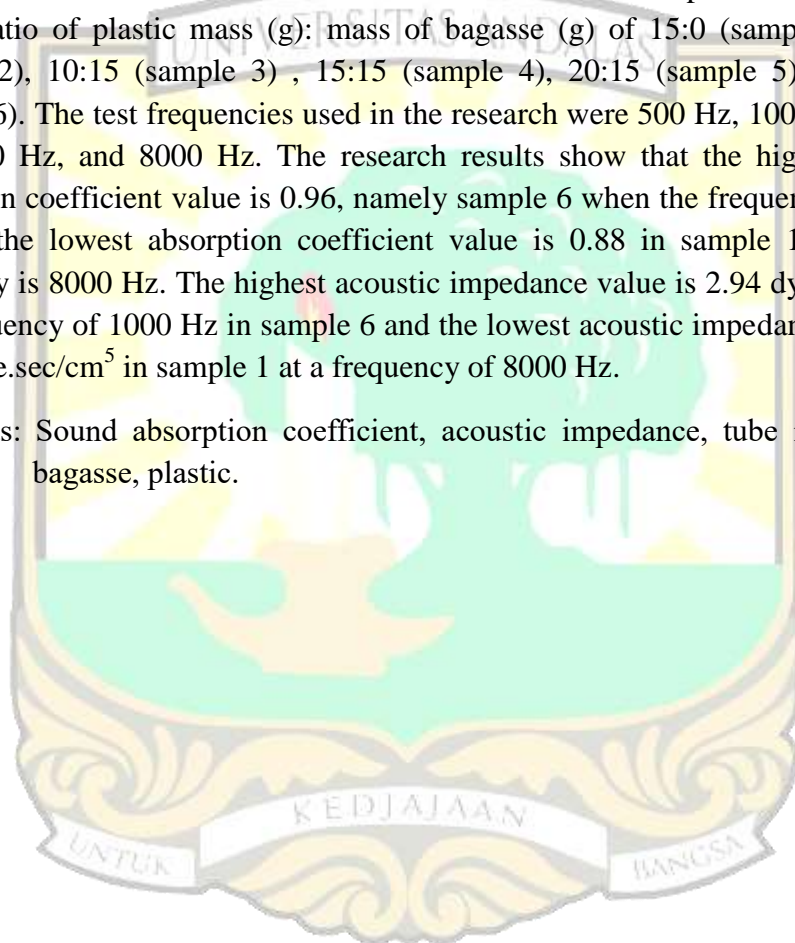 UNIVERSITAS ANDALAS
atio of plastic mass (g): mass of bagasse (g) of 15:0 (samp
2), 10:15 (sample 3) , 15:15 (sample 4), 20:15 (sample 5)
6). The test frequencies used in the research were 500 Hz, 100
0 Hz, and 8000 Hz. The research results show that the hig
n coefficient value is 0.96, namely sample 6 when the frequen
the lowest absorption coefficient value is 0.88 in sample 1
y is 8000 Hz. The highest acoustic impedance value is 2.94 dy
uency of 1000 Hz in sample 6 and the lowest acoustic impedan
e.sec/cm⁵ in sample 1 at a frequency of 8000 Hz.
s: Sound absorption coefficient, acoustic impedance, tube
bagasse, plastic.
KEDJAJAAN
UNTUK BANGSA